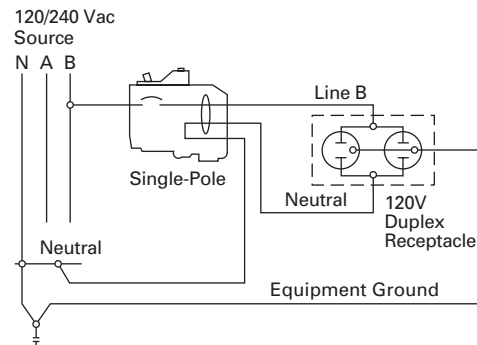 120/240 Vac
Source
N A B
Line B
Single-Pole
Neutral
120V
Duplex
Receptacle
Neutral
Equipment Ground